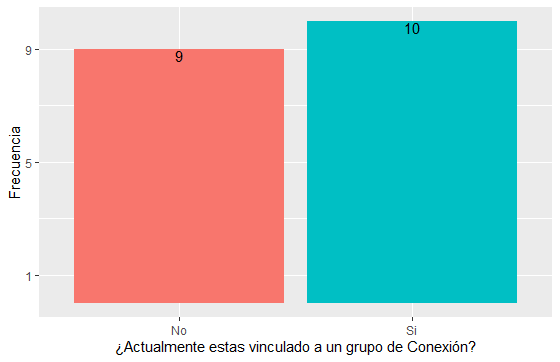 10
9
9
5
1
Frecuencia
No
Si
¿Actualmente estas vinculado a un grupo de Conexión?